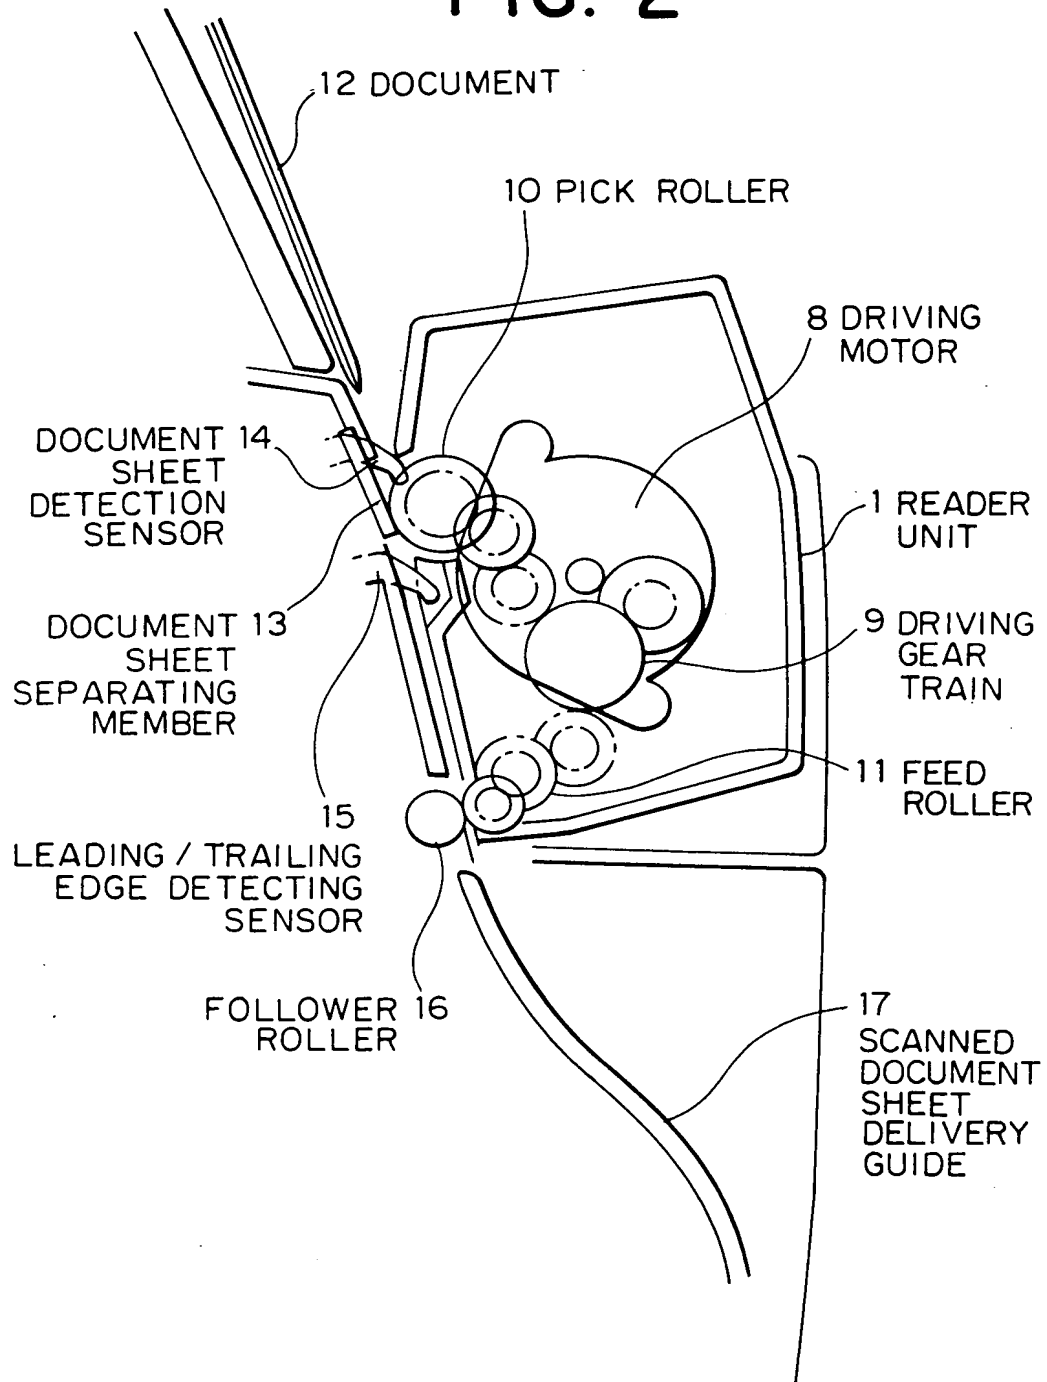 FIG. 2
12 DOCUMENT
10 PICK ROLLER
8 DRIVING
MOTOR
DOCUMENT 14
SHEET
DETECTION
SENSOR
1 READER
UNIT
DOCUMENT 13
SHEET
SEPARATING
MEMBER
9 DRIVING
GEAR
TRAIN
15
LEADING / TRAILING
EDGE DETECTING
SENSOR
11 FEED
ROLLER
FOLLOWER 16
ROLLER
17
SCANNED
DOCUMENT
SHEET
DELIVERY
GUIDE